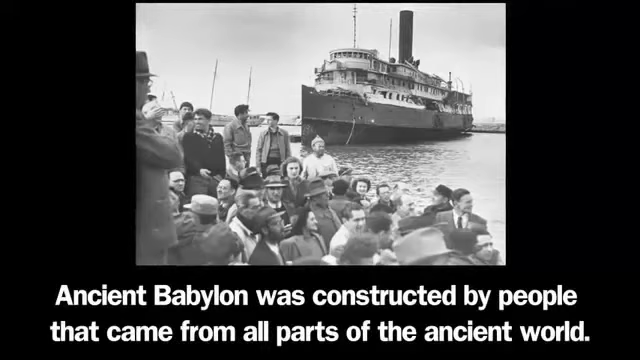 Ancient Babylon was constructed by people
that came from all parts of the ancient world.